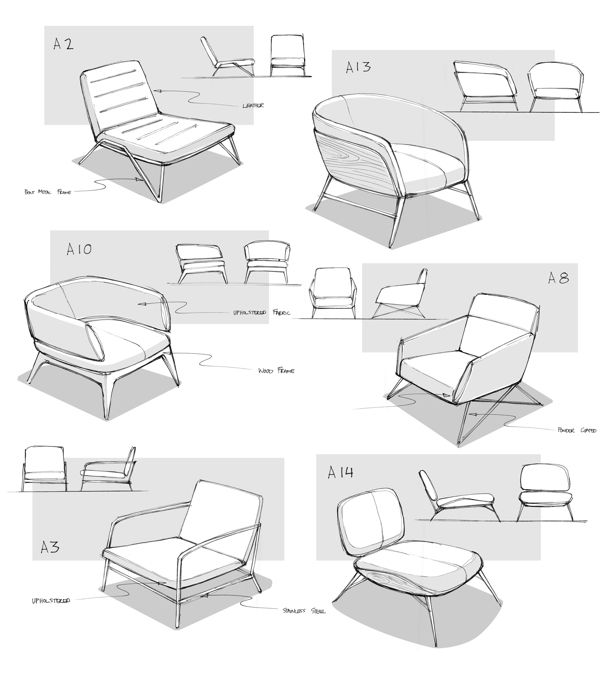 A2
LEATHER
BENT METAL FRAME
A13
A10
UPHOLSTERED FABRIC
WOOD FRAME
A8
POWDER COATED
A3
UPHOLSTERED
STAINLESS STEEL
A14